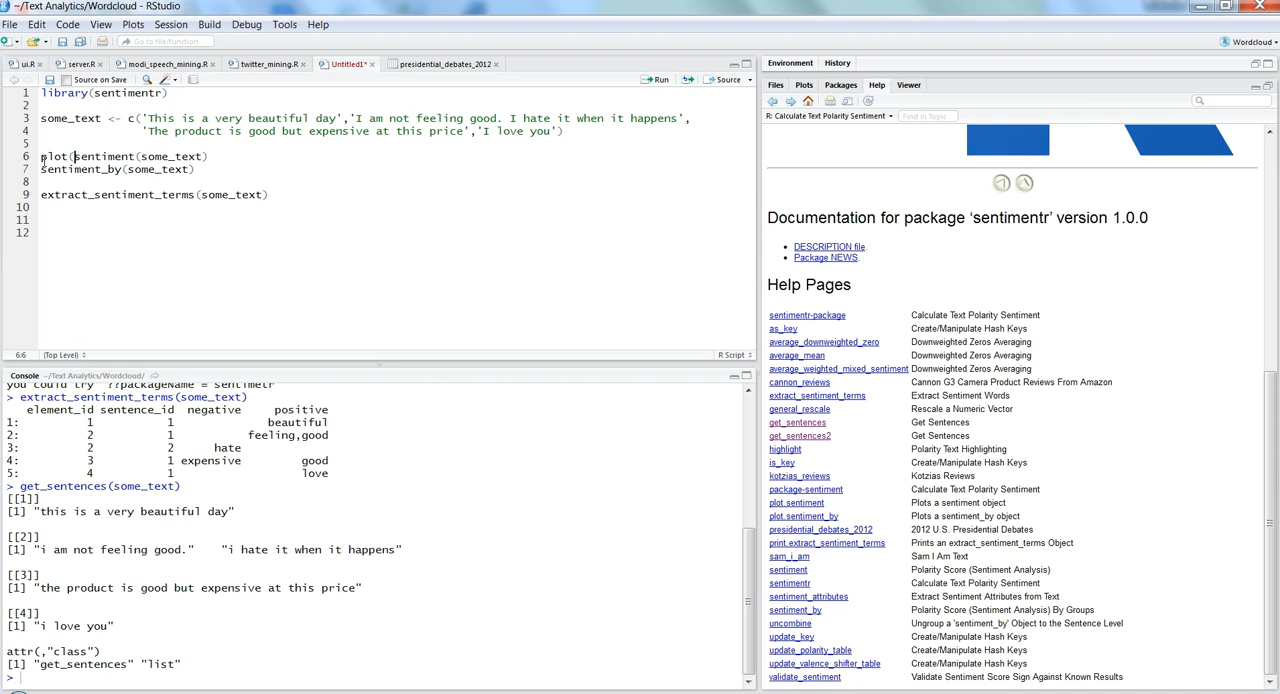 ~/Text Analytics/Wordcloud - RStudio
File Edit Code View Plots Session Build Debug Tools Help
Go to file/function
Wordcloud
ui.R server.R modi_speech_mining.R twitter_mining.R Untitled1* presidential_debates_2012
Source on Save Run Source
1 library(sentimentr)
2
3 some_text <- c('This is a very beautiful day','I am not feeling good. I hate it when it happens',
4 'The product is good but expensive at this price','I love you')
5
6 plot(sentiment(some_text)
7 sentiment_by(some_text)
8
9 extract_sentiment_terms(some_text)
10
11
12
6:6 (Top Level) R Script
Console ~/Text Analytics/Wordcloud/
you could try '??packageName = sentimetr'
> extract_sentiment_terms(some_text)
element_id sentence_id negative positive
1: 1 1 beautiful
2: 2 1 feeling,good
3: 2 2 hate
4: 3 1 expensive good
5: 4 1 love
> get_sentences(some_text)
[[1]]
[1] "this is a very beautiful day"
[[2]]
[1] "i am not feeling good." "i hate it when it happens"
[[3]]
[1] "the product is good but expensive at this price"
[[4]]
[1] "i love you"
attr(,"class")
[1] "get_sentences" "list"
>
Environment History
Files Plots Packages Help Viewer
R: Calculate Text Polarity Sentiment Find in Topic
Documentation for package ‘sentimentr’ version 1.0.0
DESCRIPTION file.
Package NEWS.
Help Pages
sentimentr-package Calculate Text Polarity Sentiment
as_key Create/Manipulate Hash Keys
average_downweighted_zero Downweighted Zeros Averaging
average_mean Downweighted Zeros Averaging
average_weighted_mixed_sentiment Downweighted Zeros Averaging
cannon_reviews Cannon G3 Camera Product Reviews From Amazon
extract_sentiment_terms Extract Sentiment Words
general_rescale Rescale a Numeric Vector
get_sentences Get Sentences
get_sentences2 Get Sentences
highlight Polarity Text Highlighting
is_key Create/Manipulate Hash Keys
kotzias_reviews Kotzias Reviews
package-sentiment Calculate Text Polarity Sentiment
plot.sentiment Plots a sentiment object
plot.sentiment_by Plots a sentiment_by object
presidential_debates_2012 2012 U.S. Presidential Debates
print.extract_sentiment_terms Prints an extract_sentiment_terms Object
sam_i_am Sam I Am Text
sentiment Polarity Score (Sentiment Analysis)
sentimentr Calculate Text Polarity Sentiment
sentiment_attributes Extract Sentiment Attributes from Text
sentiment_by Polarity Score (Sentiment Analysis) By Groups
uncombine Ungroup a 'sentiment_by' Object to the Sentence Level
update_key Create/Manipulate Hash Keys
update_polarity_table Create/Manipulate Hash Keys
update_valence_shifter_table Create/Manipulate Hash Keys
validate_sentiment Validate Sentiment Score Sign Against Known Results